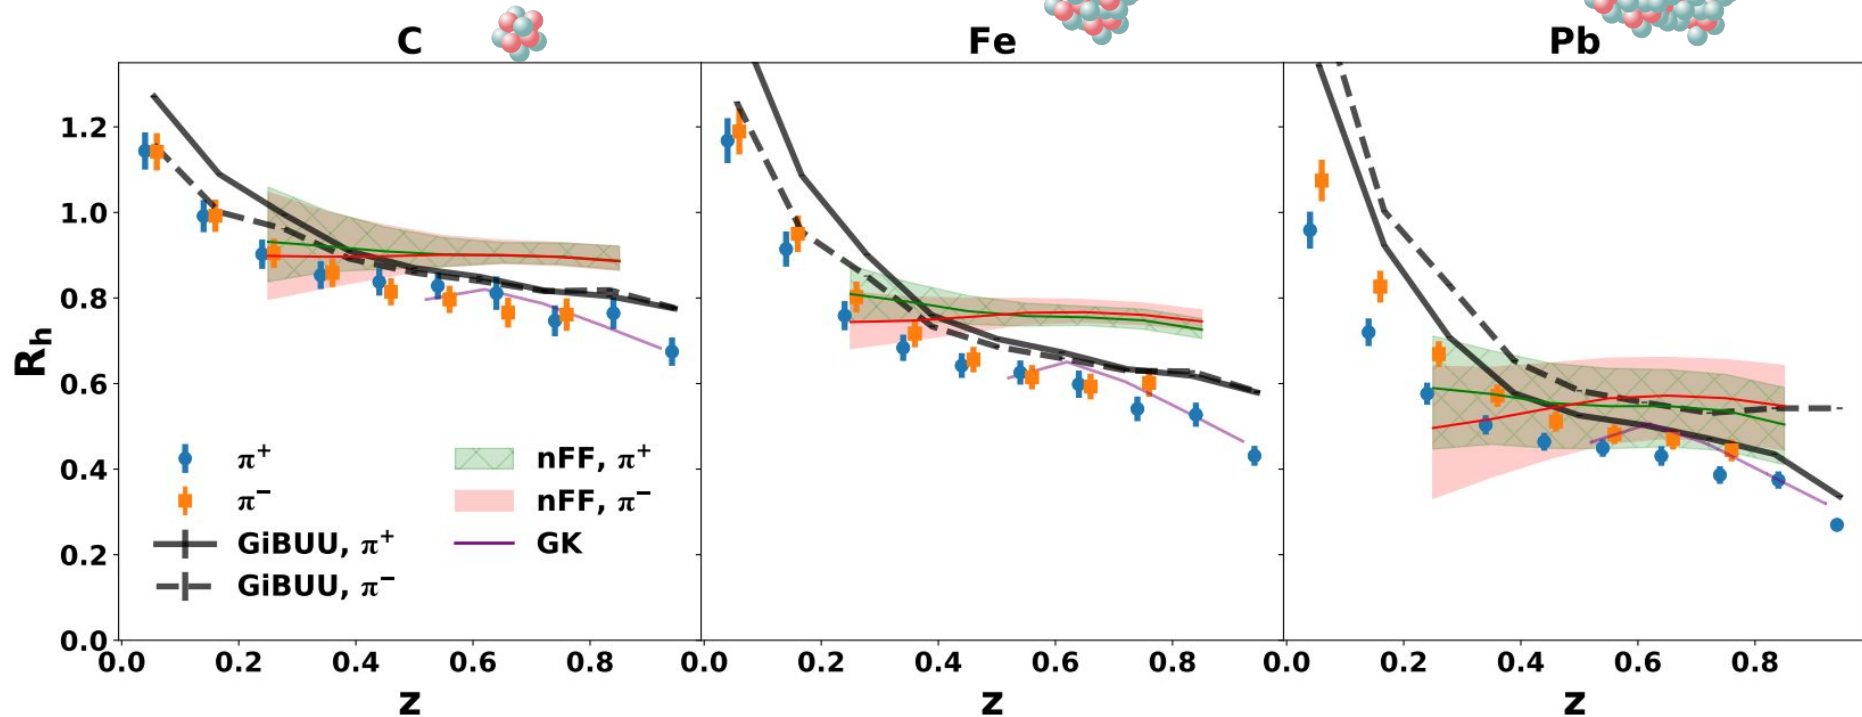 C
Fe
Pb
R_h
1.2
1.0
0.8
0.6
0.4
0.2
0.0
π⁺
π⁻
GiBUU, π⁺
GiBUU, π⁻
nFF, π⁺
nFF, π⁻
GK
0.0 0.2 0.4 0.6 0.8
0.0 0.2 0.4 0.6 0.8
0.0 0.2 0.4 0.6 0.8
z
z
z